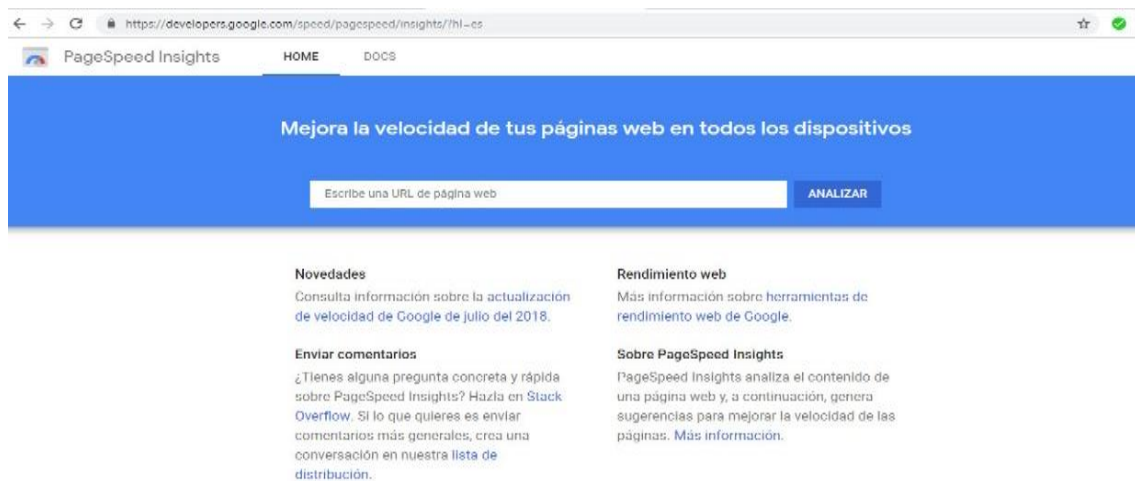 https://developers.google.com/speed/pagespeed/insights/?hl=es
PageSpeed Insights HOME DOCS
Mejora la velocidad de tus páginas web en todos los dispositivos
Escribe una URL de página web ANALIZAR
Novedades
Consulta información sobre la actualización
de velocidad de Google de julio del 2018.
Enviar comentarios
¿Tienes alguna pregunta concreta y rápida
sobre PageSpeed Insights? Hazla en Stack
Overflow. Si lo que quieres es enviar
comentarios más generales, crea una
conversación en nuestra lista de
distribución.
Rendimiento web
Más información sobre herramientas de
rendimiento web de Google.
Sobre PageSpeed Insights
PageSpeed Insights analiza el contenido de
una página web y, a continuación, genera
sugerencias para mejorar la velocidad de las
páginas. Más información.